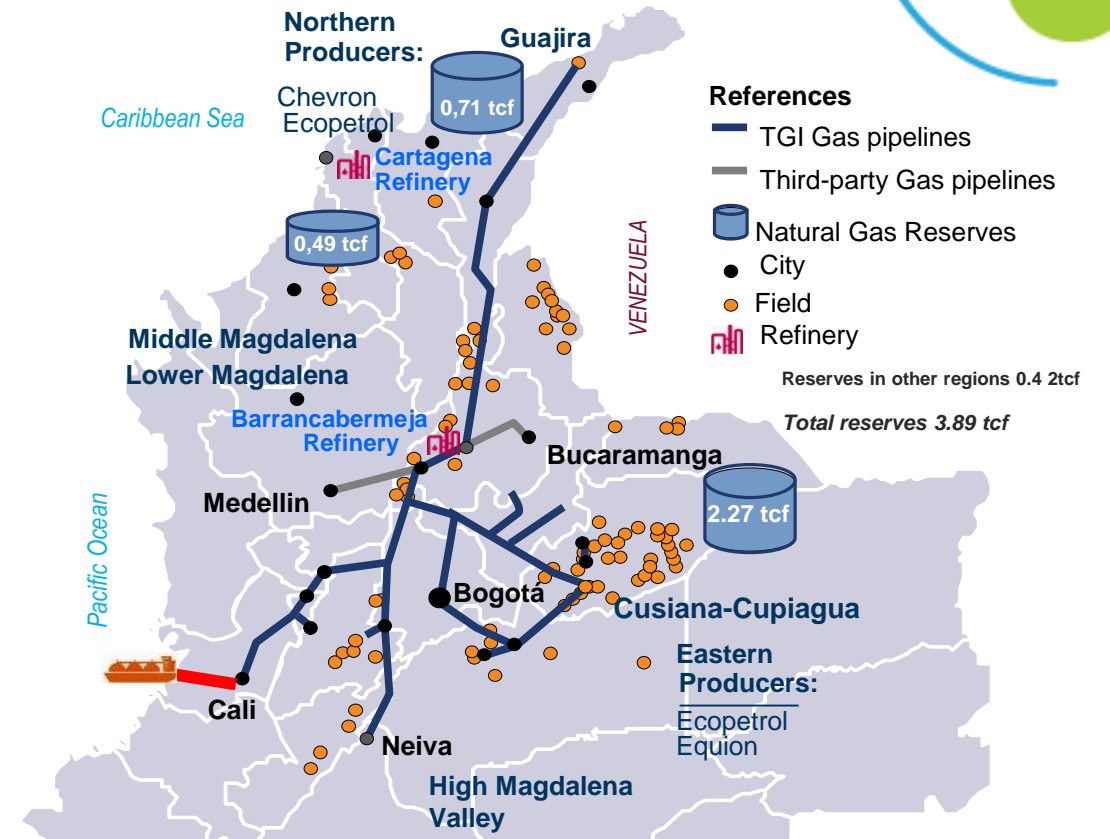 Northern
Producers:
Guajira
0,71 tcf
Chevron
Ecopetrol
Caribbean Sea
Cartagena
Refinery
0,49 tcf
VENEZUELA
References
TGI Gas pipelines
Third-party Gas pipelines
Natural Gas Reserves
City
Field
Refinery
Reserves in other regions 0.4 2tcf
Total reserves 3.89 tcf
Middle Magdalena
Lower Magdalena
Barrancabermeja
Refinery
Bucaramanga
Medellin
2.27 tcf
Pacific Ocean
Bogotá
Cusiana-Cupiagua
Eastern
Producers:
Ecopetrol
Equion
Cali
Neiva
High Magdalena
Valley